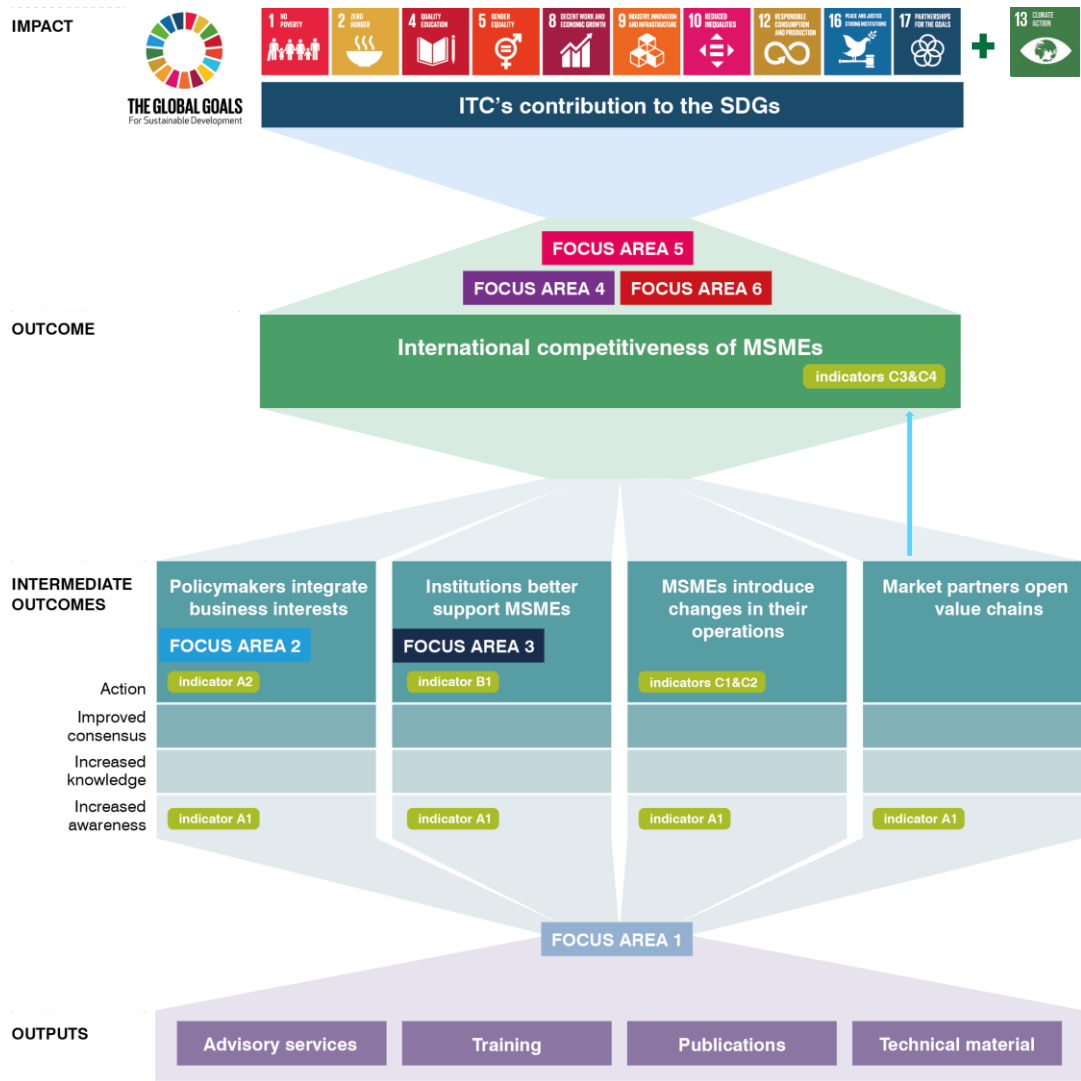 IMPACT
THE GLOBAL GOALS
For Sustainable Development
1 NO
POVERTY
2 ZERO
HUNGER
4 QUALITY
EDUCATION
5 GENDER
EQUALITY
8 DECENT WORK AND
ECONOMIC GROWTH
9 INDUSTRY, INNOVATION
AND INFRASTRUCTURE
10 REDUCED
INEQUALITIES
12 RESPONSIBLE
CONSUMPTION
AND PRODUCTION
16 PEACE AND JUSTICE
STRONG INSTITUTIONS
17 PARTNERSHIPS
FOR THE GOALS
13 CLIMATE
ACTION
ITC's contribution to the SDGs
FOCUS AREA 5
FOCUS AREA 4
FOCUS AREA 6
OUTCOME
International competitiveness of MSMEs
indicators C3&C4
INTERMEDIATE
OUTCOMES
Policymakers integrate
business interests
FOCUS AREA 2
indicator A2
Institutions better
support MSMEs
FOCUS AREA 3
indicator B1
MSMEs introduce
changes in their
operations
indicators C1&C2
Market partners open
value chains
Action
Improved
consensus
Increased
knowledge
Increased
awareness
indicator A1
indicator A1
indicator A1
indicator A1
FOCUS AREA 1
OUTPUTS
Advisory services
Training
Publications
Technical material